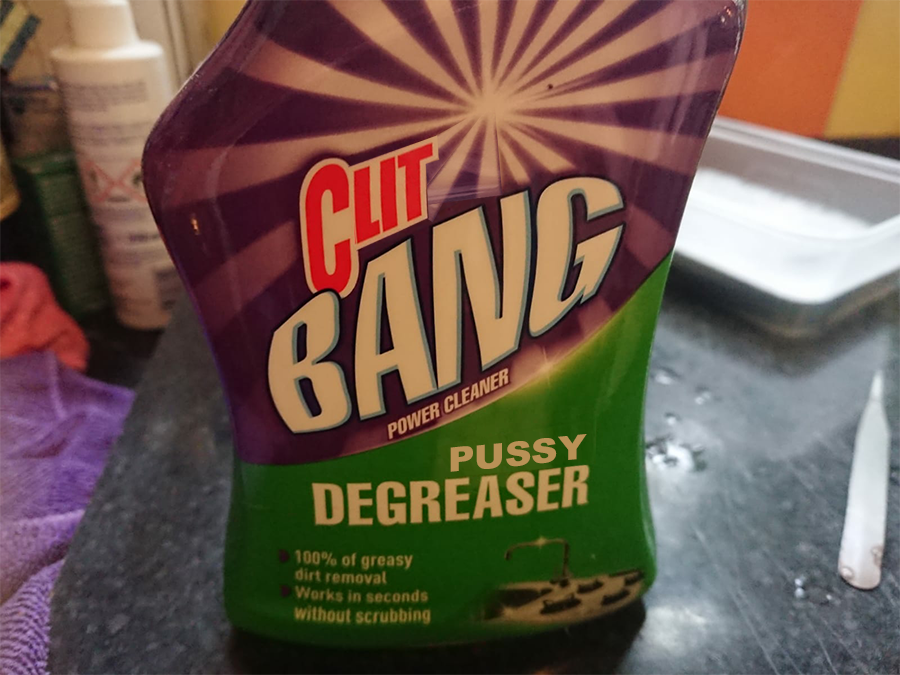 CLIT
BANG
POWER CLEANER
PUSSY
DEGREASER
100% of greasy
dirt removal
Works in seconds
without scrubbing